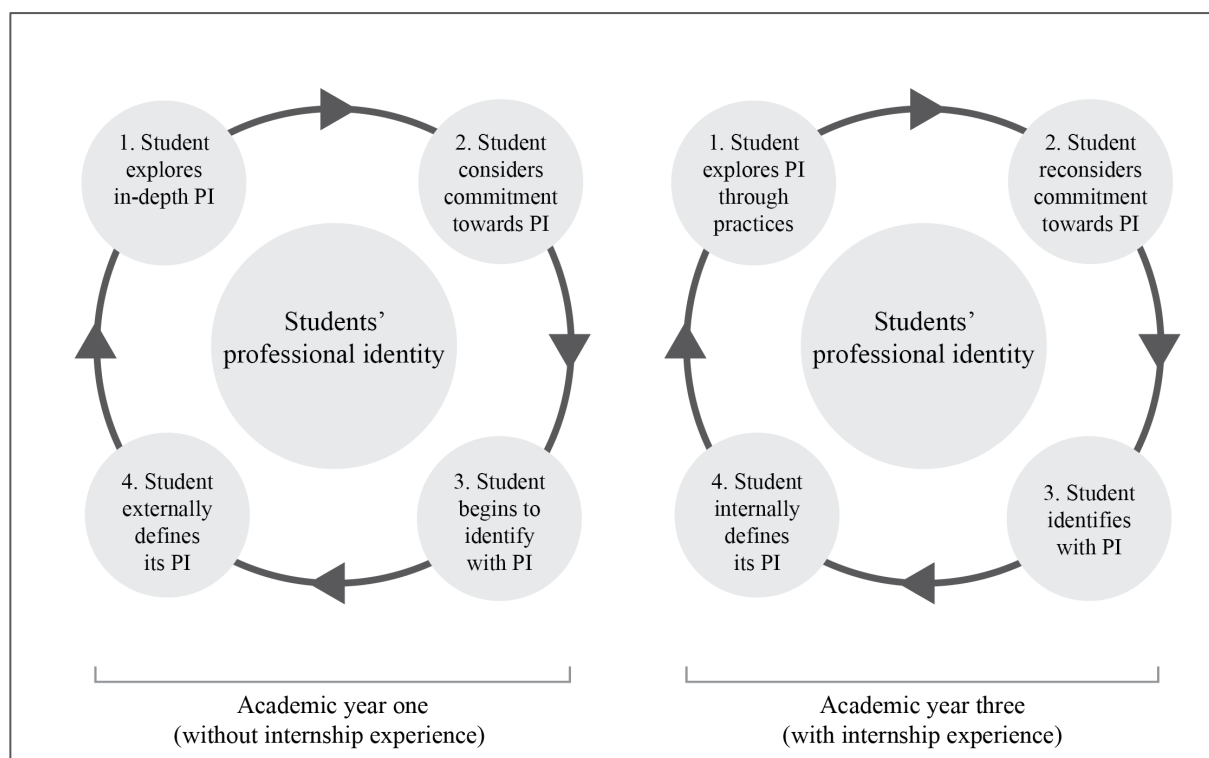 1. Student
explores
in-depth PI
2. Student
considers
commitment
towards PI
Students’
professional identity
4. Student
externally
defines
its PI
3. Student
begins to
identify
with PI
Academic year one
(without internship experience)
1. Student
explores PI
through
practices
2. Student
reconsiders
commitment
towards PI
Students’
professional identity
4. Student
internally
defines
its PI
3. Student
identifies
with PI
Academic year three
(with internship experience)